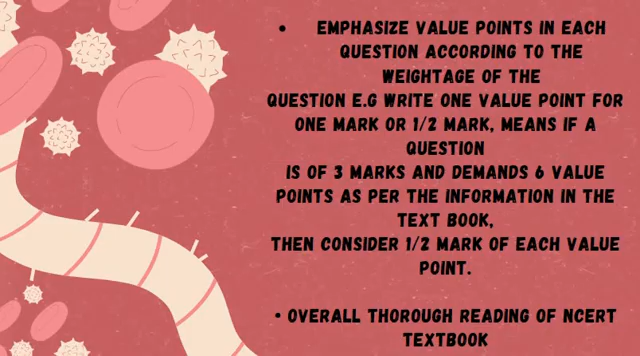 • EMPHASIZE VALUE POINTS IN EACH
QUESTION ACCORDING TO THE
WEIGHTAGE OF THE
QUESTION E.G WRITE ONE VALUE POINT FOR
ONE MARK OR 1/2 MARK, MEANS IF A
QUESTION
IS OF 3 MARKS AND DEMANDS 6 VALUE
POINTS AS PER THE INFORMATION IN THE
TEXT BOOK,
THEN CONSIDER 1/2 MARK OF EACH VALUE
POINT.
• OVERALL THOROUGH READING OF NCERT
TEXTBOOK